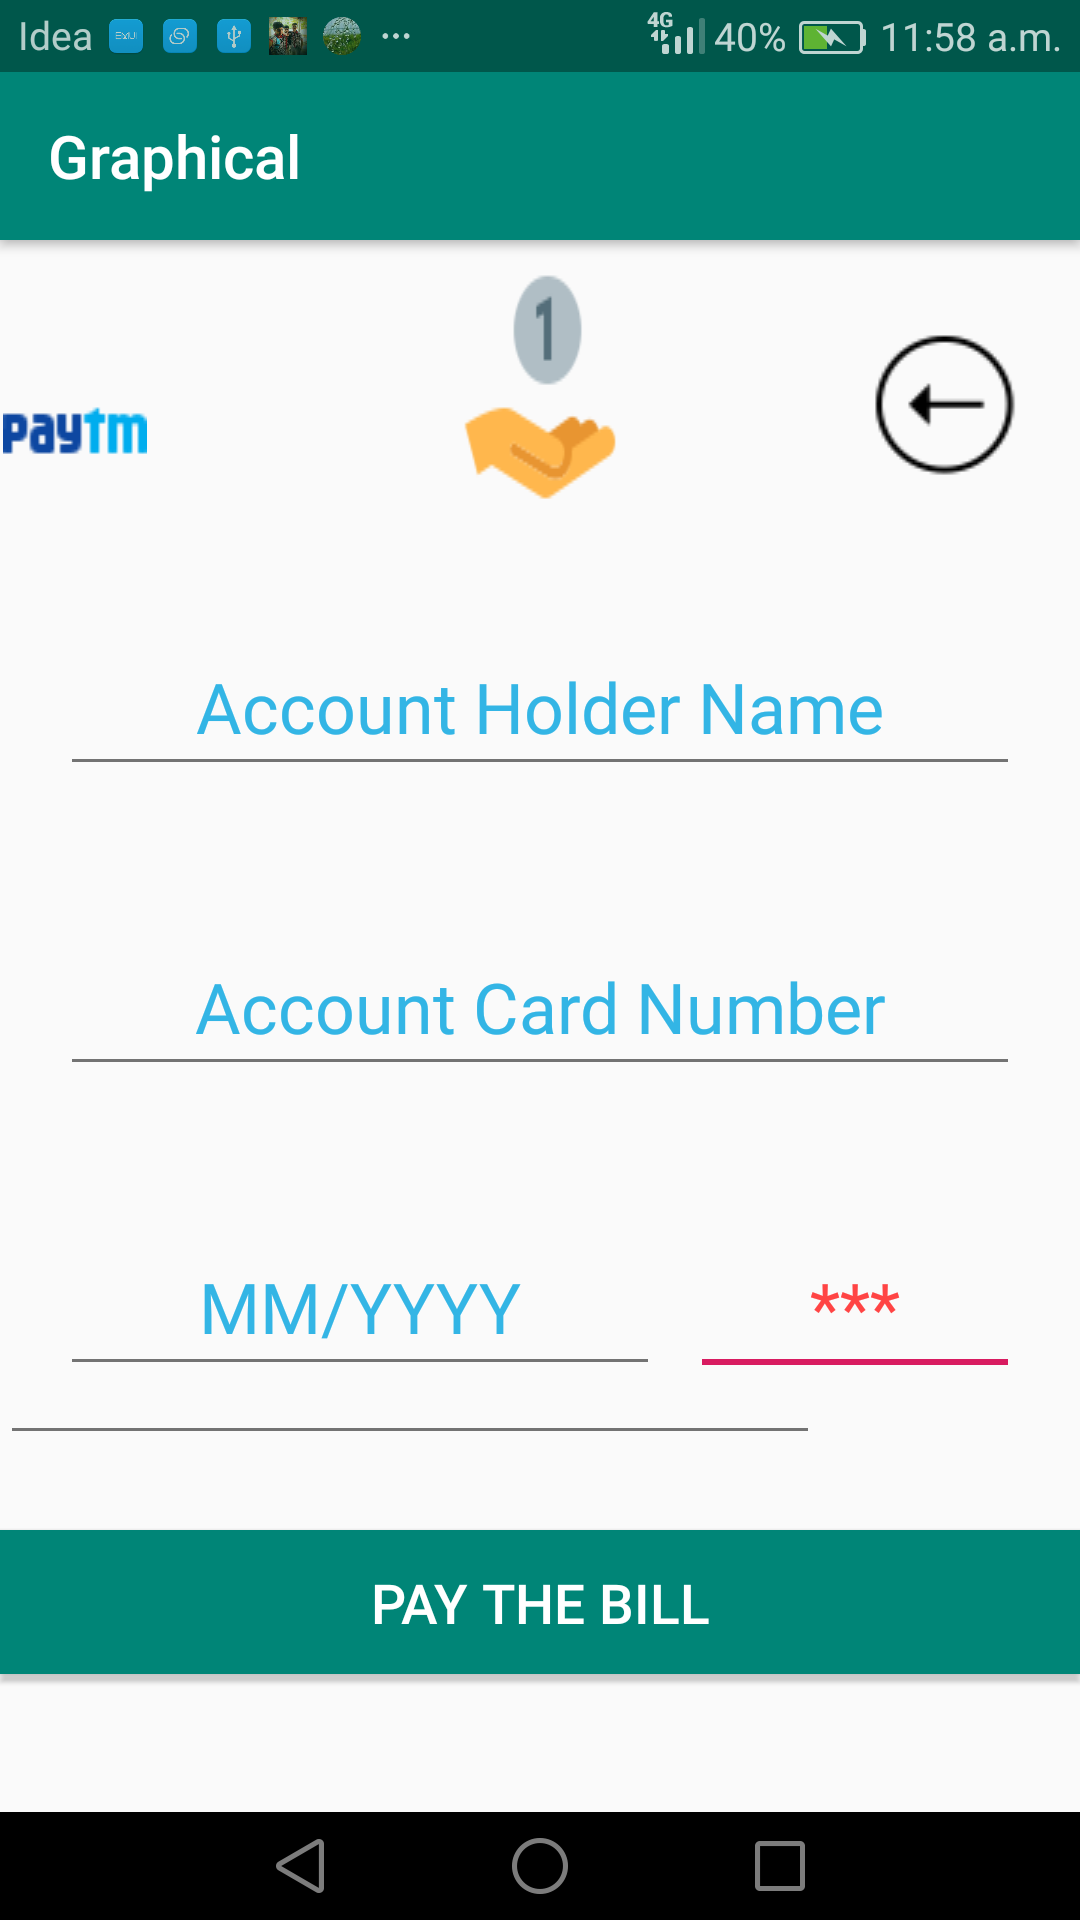 Idea 4G 40% 11:58 a.m.
Graphical
1
paytm
Account Holder Name
Account Card Number
MM/YYYY ***
PAY THE BILL